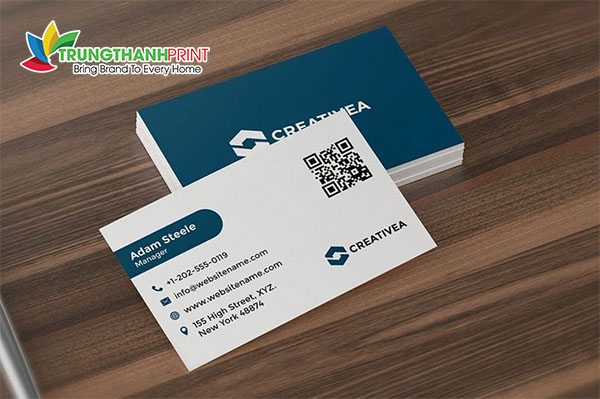 TRUNGTHANHPRINT
Bring Brand To Every Home
CREATIVEA
Adam Steele
Manager
+1-202-555-0119
info@websitename.com
www.websitename.com
155 High Street, XYZ.
New York 48874
CREATIVEA